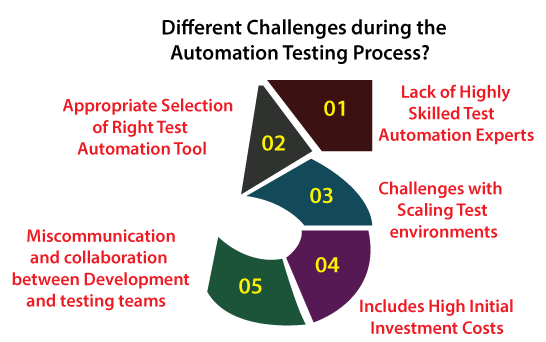 Different Challenges during the
Automation Testing Process?
01
Lack of Highly
Skilled Test
Automation Experts
Appropriate Selection
of Right Test
Automation Tool
02
03
Challenges with
Scaling Test
environments
04
Includes High Initial
Investment Costs
Miscommunication
and collaboration
between Development
and testing teams
05